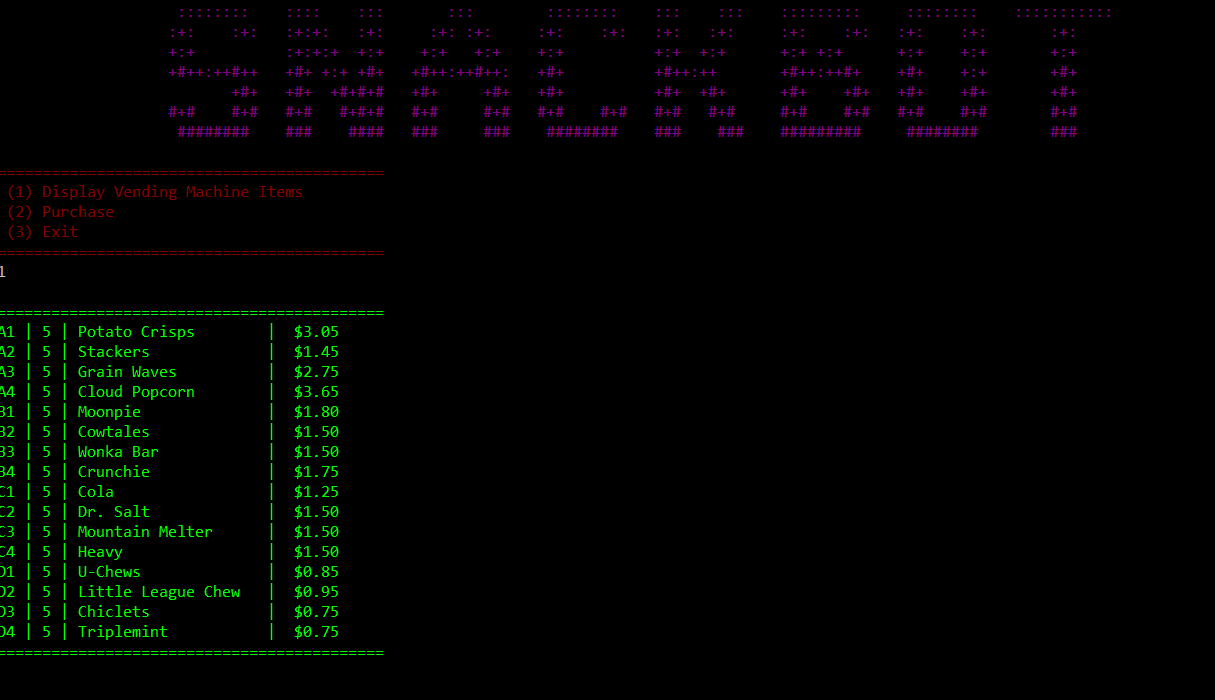 SNACKBOT
==========================================
(1) Display Vending Machine Items
(2) Purchase
(3) Exit
==========================================
1
==========================================
A1 | 5 | Potato Crisps | $3.05
A2 | 5 | Stackers | $1.45
A3 | 5 | Grain Waves | $2.75
A4 | 5 | Cloud Popcorn | $3.65
B1 | 5 | Moonpie | $1.80
B2 | 5 | Cowtales | $1.50
B3 | 5 | Wonka Bar | $1.50
B4 | 5 | Crunchie | $1.75
C1 | 5 | Cola | $1.25
C2 | 5 | Dr. Salt | $1.50
C3 | 5 | Mountain Melter | $1.50
C4 | 5 | Heavy | $1.50
D1 | 5 | U-Chews | $0.85
D2 | 5 | Little League Chew | $0.95
D3 | 5 | Chiclets | $0.75
D4 | 5 | Triplemint | $0.75
==========================================